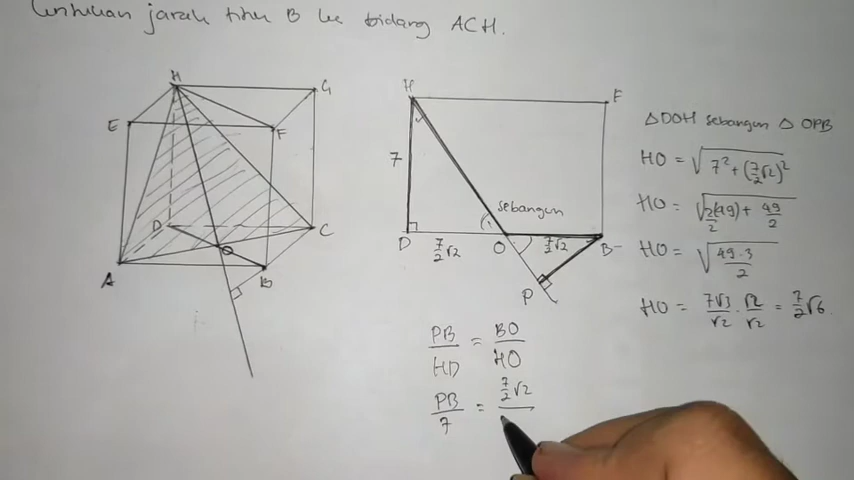 tentukan jarak titik B ke bidang ACH.
H
G
E
F
D
C
O
A
B
H
F
7
sebangun
D
7/2 √2
O
7/2 √2
B
P
△DOH sebangun △ OPB
HO = √(7² + (7/2 √2)²)
HO = √(2(49)/2 + 49/2)
HO = √(49·3/2)
HO = 7√3/√2 · √2/√2 = 7/2 √6.
PB/HD = BO/HO
PB/7 = 7/2 √2